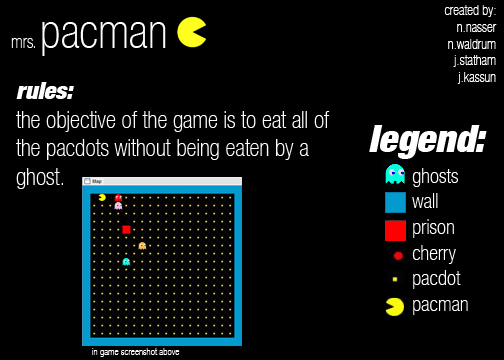 mrs. pacman
created by:
n.nasser
n.waldrum
j.statham
j.kassun
rules:
the objective of the game is to eat all of
the pacdots without being eaten by a
ghost.
legend:
ghosts
wall
prison
cherry
pacdot
pacman
Map
in game screenshot above